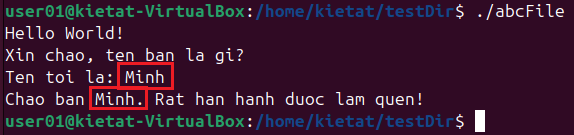 user01@kietat-VirtualBox:/home/kietat/testDir$ ./abcFile
Hello World!
Xin chao, ten ban la gi?
Ten toi la: Minh
Chao ban Minh. Rat han hanh duoc lam quen!
user01@kietat-VirtualBox:/home/kietat/testDir$